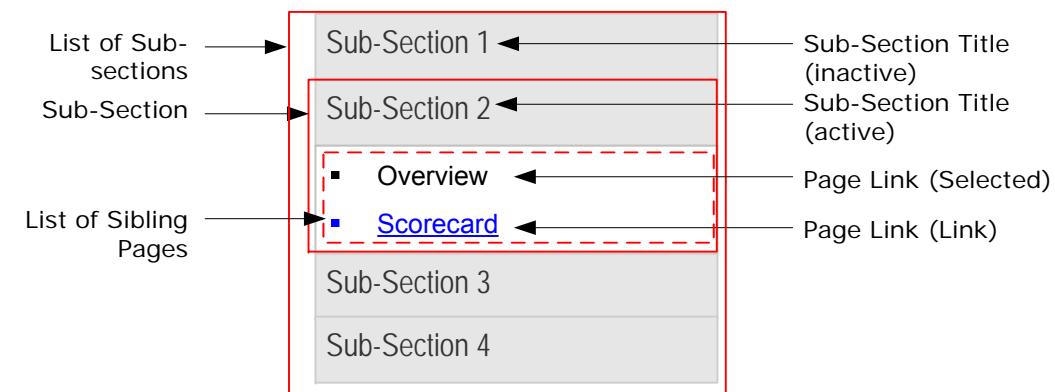 List of Sub-
sections
Sub-Section 1
Sub-Section Title
(inactive)
Sub-Section
Sub-Section 2
Sub-Section Title
(active)
Overview
Page Link (Selected)
List of Sibling
Pages
Scorecard
Page Link (Link)
Sub-Section 3
Sub-Section 4